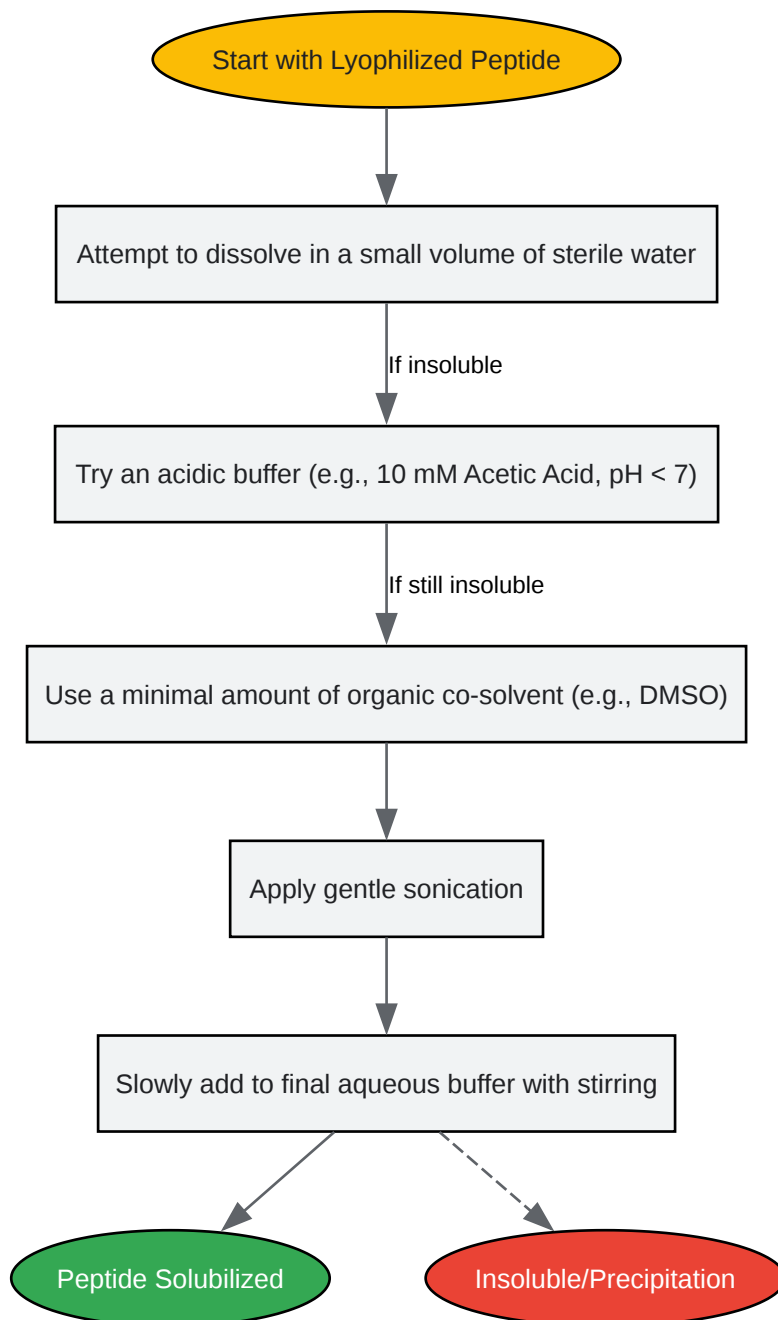 Start with Lyophilized Peptide
Attempt to dissolve in a small volume of sterile water
If insoluble
Try an acidic buffer (e.g., 10 mM Acetic Acid, pH < 7)
If still insoluble
Use a minimal amount of organic co-solvent (e.g., DMSO)
Apply gentle sonication
Slowly add to final aqueous buffer with stirring
Peptide Solubilized
Insoluble/Precipitation